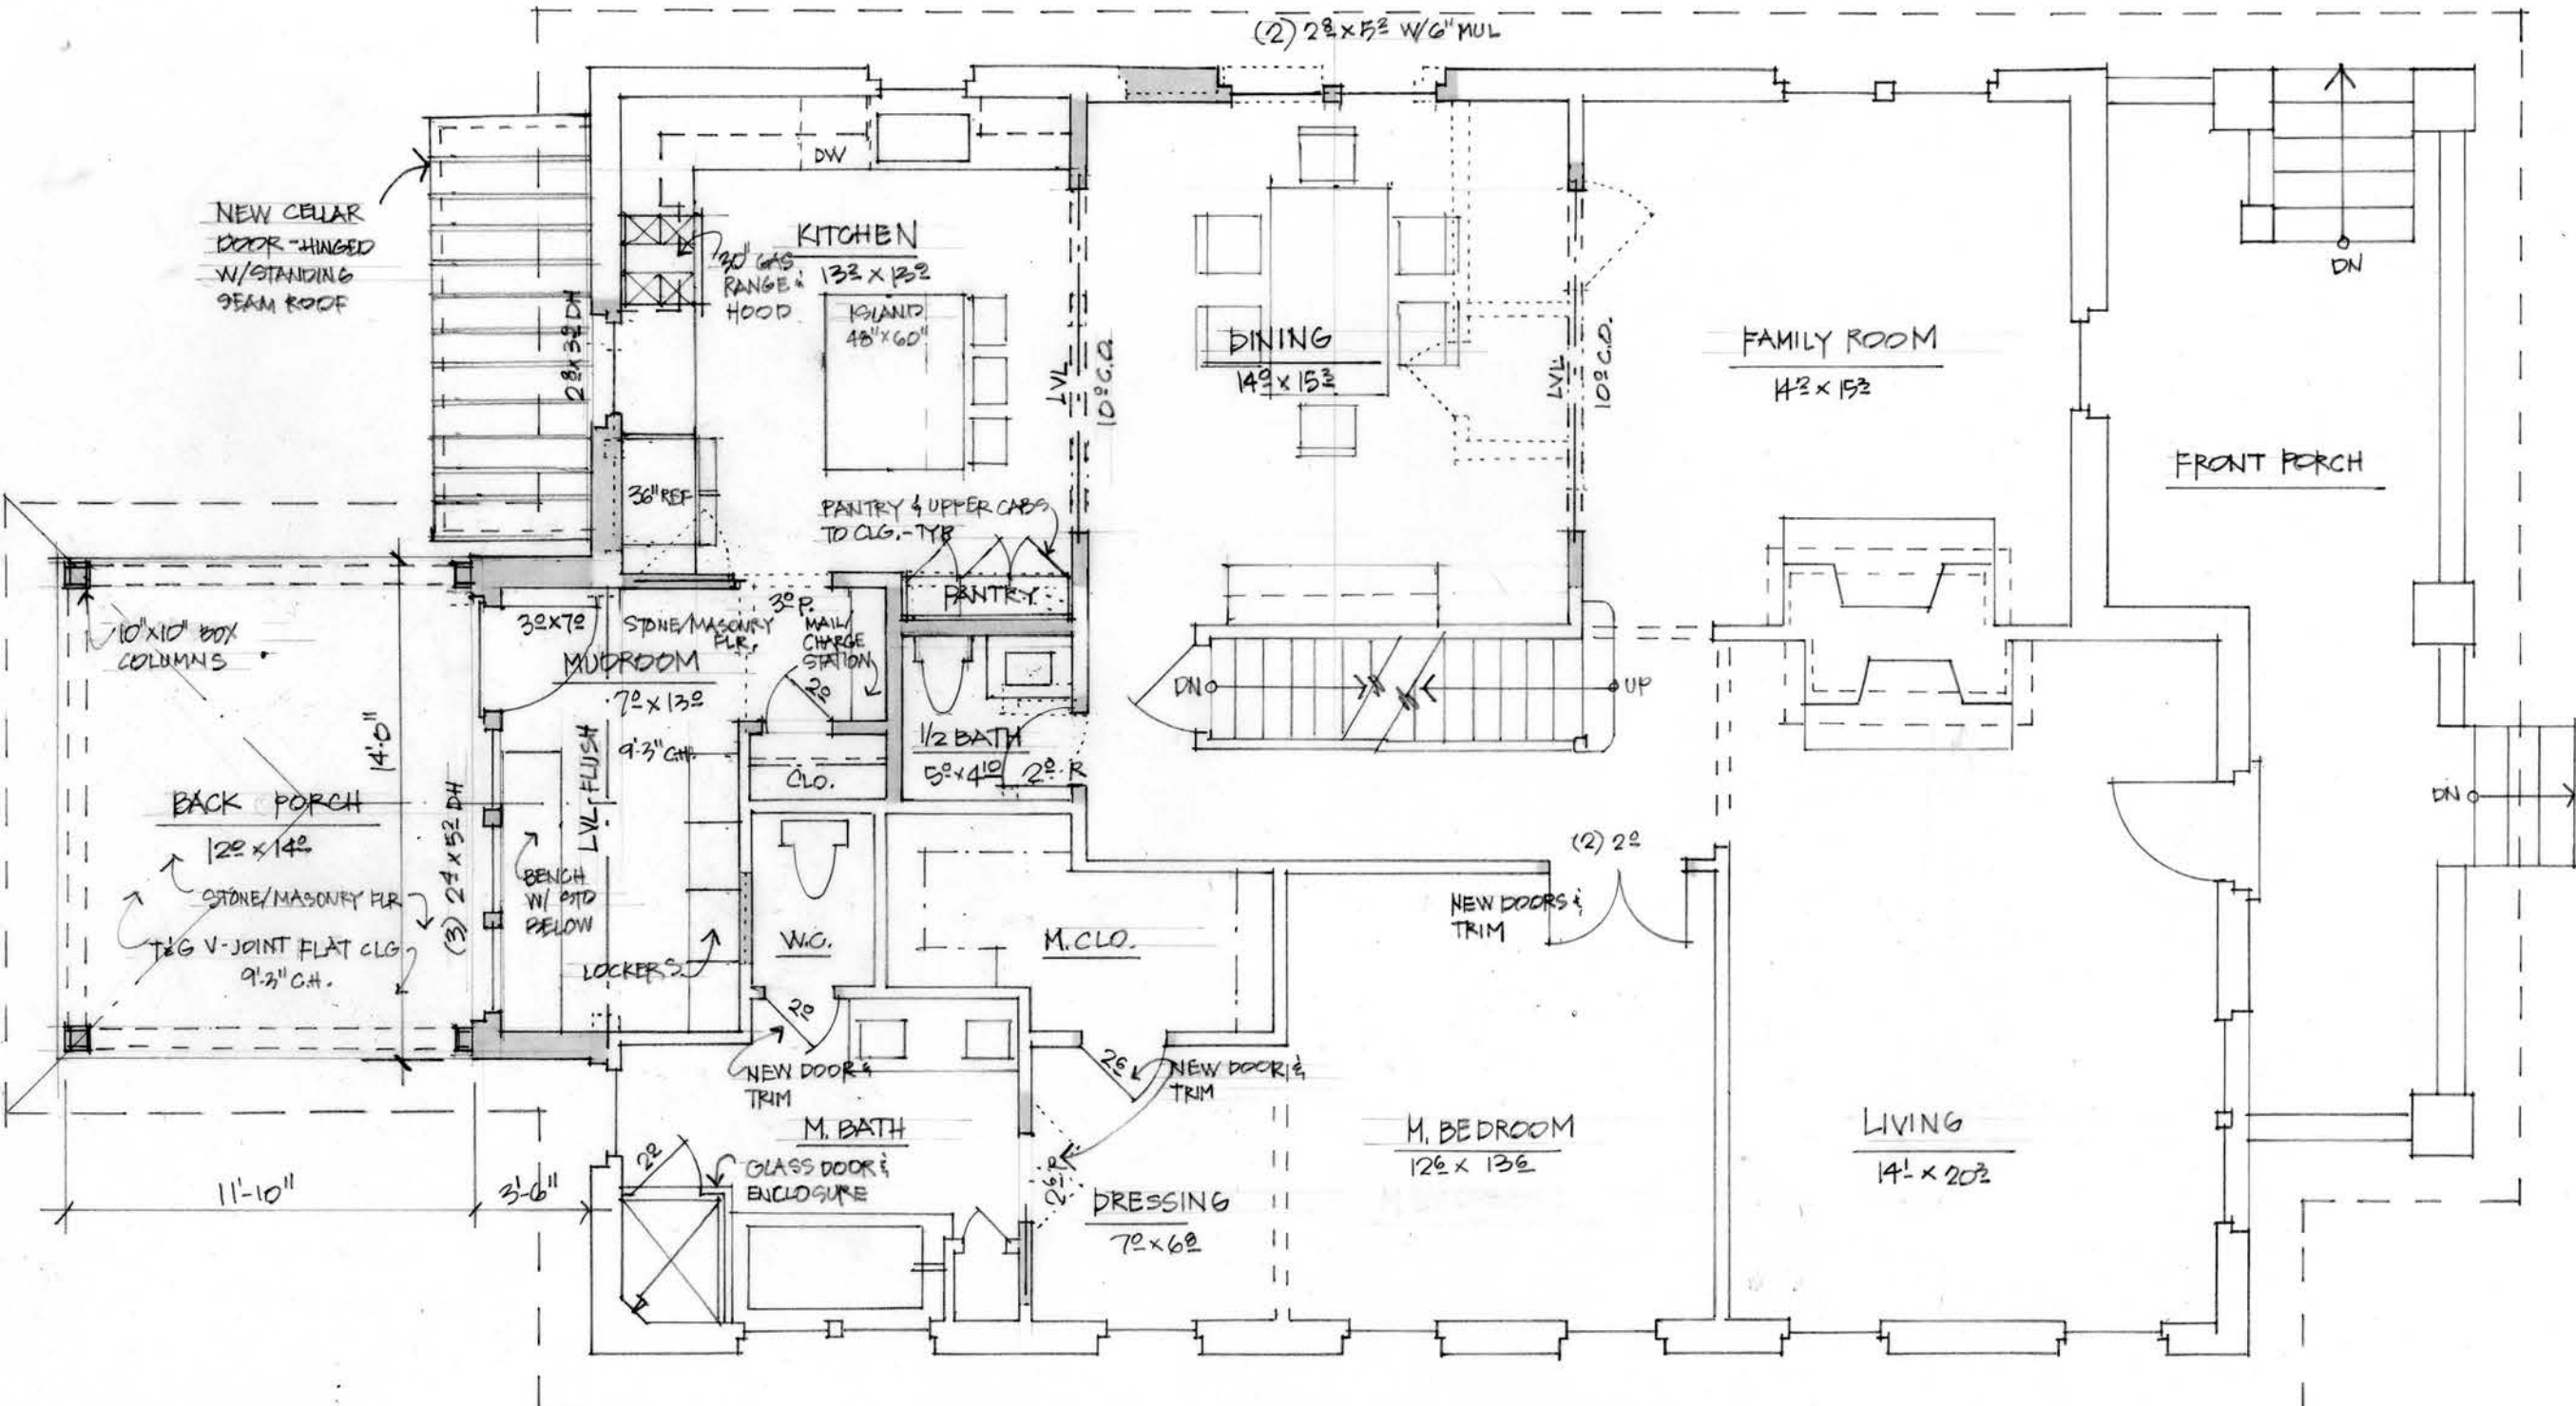 (2) 2⁸ x 5² W/6" MUL
NEW CELLAR
DOOR - HINGED
W/STANDING
SEAM ROOF
2⁸ x 3² DH
DW
30" GAS
RANGE &
HOOD
KITCHEN
13² x 13²
ISLAND
48" x 60"
36" REF
PANTRY & UPPER CABS
TO CLG. - TYP
PANTRY
LVL
10⁰ C.O.
DINING
14⁰ x 15³
LVL
10⁰ C.O.
FAMILY ROOM
14² x 15³
FRONT PORCH
DN
10"x10" BOX
COLUMNS
14'-0"
BACK PORCH
12⁰ x 14⁰
STONE/MASONRY FLR
T&G V-JOINT FLAT CLG
9'-3" C.H.
(3) 2⁴ x 5² DH
3⁰ x 7⁰
STONE/MASONRY
FLR.
3⁰ P.
MAIL/
CHARGE
STATION
MUDROOM
7⁰ x 13⁰
9'-3" C.H.
LVL-FLUSH
2⁰
CLO.
BENCH
W/ STO
BELOW
LOCKERS
1/2 BATH
5⁰ x 4¹⁰
2⁰ R
DN
UP
DN
W.C.
M. CLO.
(2) 2⁰
NEW DOORS &
TRIM
2⁰
NEW DOOR &
TRIM
2⁶
NEW DOOR &
TRIM
M. BATH
2⁰
GLASS DOOR &
ENCLOSURE
2⁶ R
DRESSING
7⁰ x 6⁸
M. BEDROOM
12⁶ x 13⁶
LIVING
14¹ x 20³
11'-10"
3'-6"